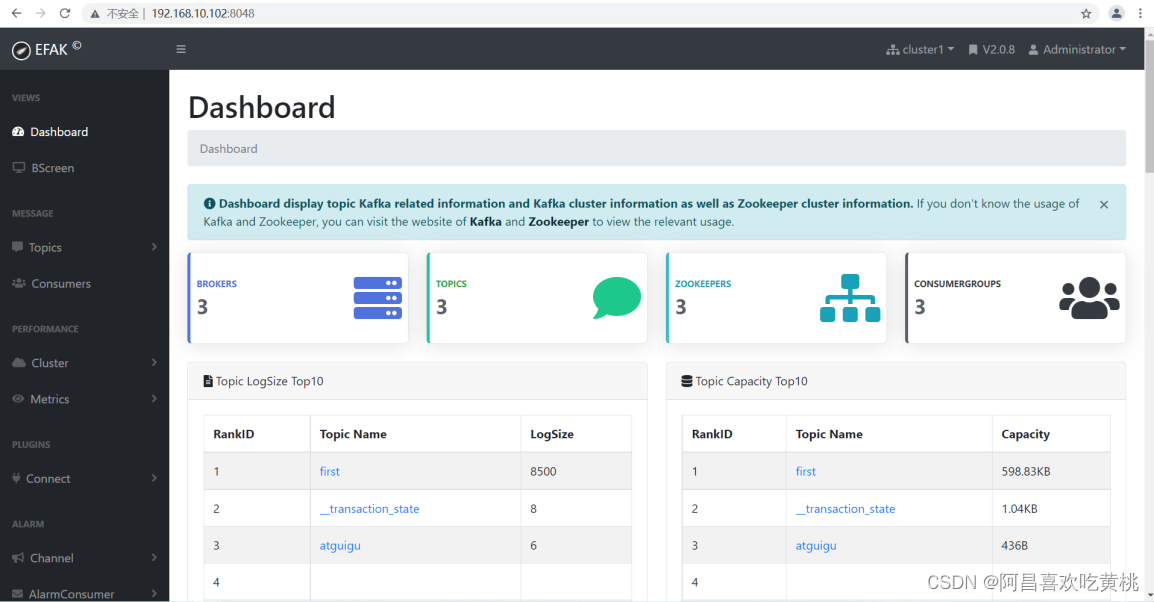 不安全 | 192.168.10.102:8048
EFAK ©
cluster1 V2.0.8 Administrator
VIEWS
Dashboard
BScreen
MESSAGE
Topics
Consumers
PERFORMANCE
Cluster
Metrics
PLUGINS
Connect
ALARM
Channel
AlarmConsumer
Dashboard
Dashboard
Dashboard display topic Kafka related information and Kafka cluster information as well as Zookeeper cluster information. If you don't know the usage of
Kafka and Zookeeper, you can visit the website of Kafka and Zookeeper to view the relevant usage.
BROKERS
3
TOPICS
3
ZOOKEEPERS
3
CONSUMERGROUPS
3
Topic LogSize Top10
RankID Topic Name LogSize
1 first 8500
2 __transaction_state 8
3 atguigu 6
4
Topic Capacity Top10
RankID Topic Name Capacity
1 first 598.83KB
2 __transaction_state 1.04KB
3 atguigu 436B
4
CSDN @阿昌喜欢吃黄桃